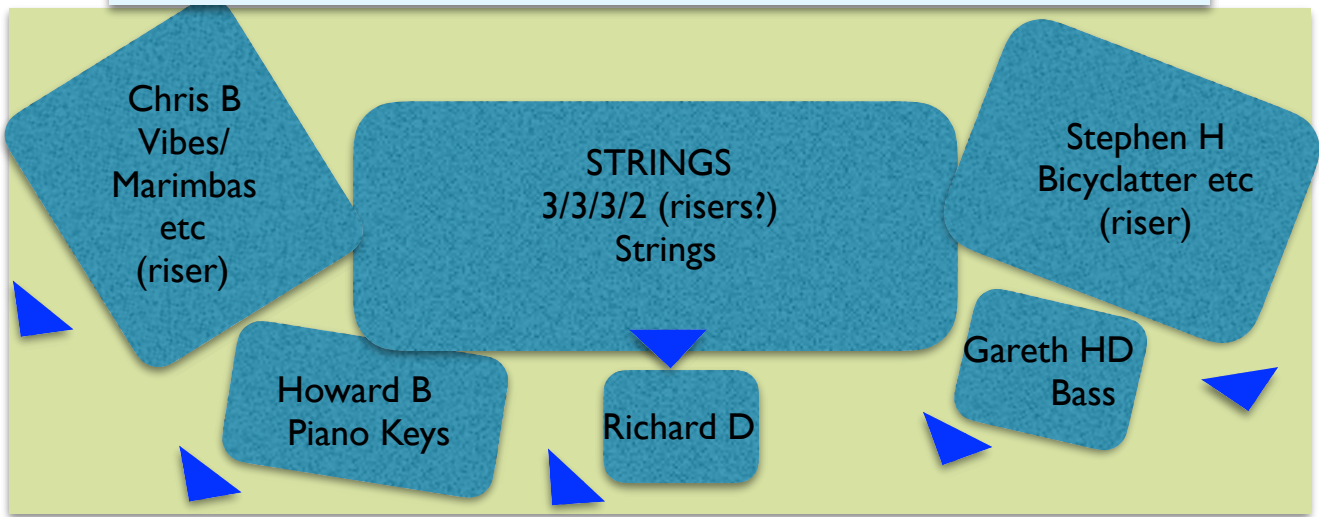 Chris B
Vibes/
Marimbas
etc
(riser)
STRINGS
3/3/3/2 (risers?)
Strings
Stephen H
Bicyclatter etc
(riser)
Howard B
Piano Keys
Richard D
Gareth HD
Bass